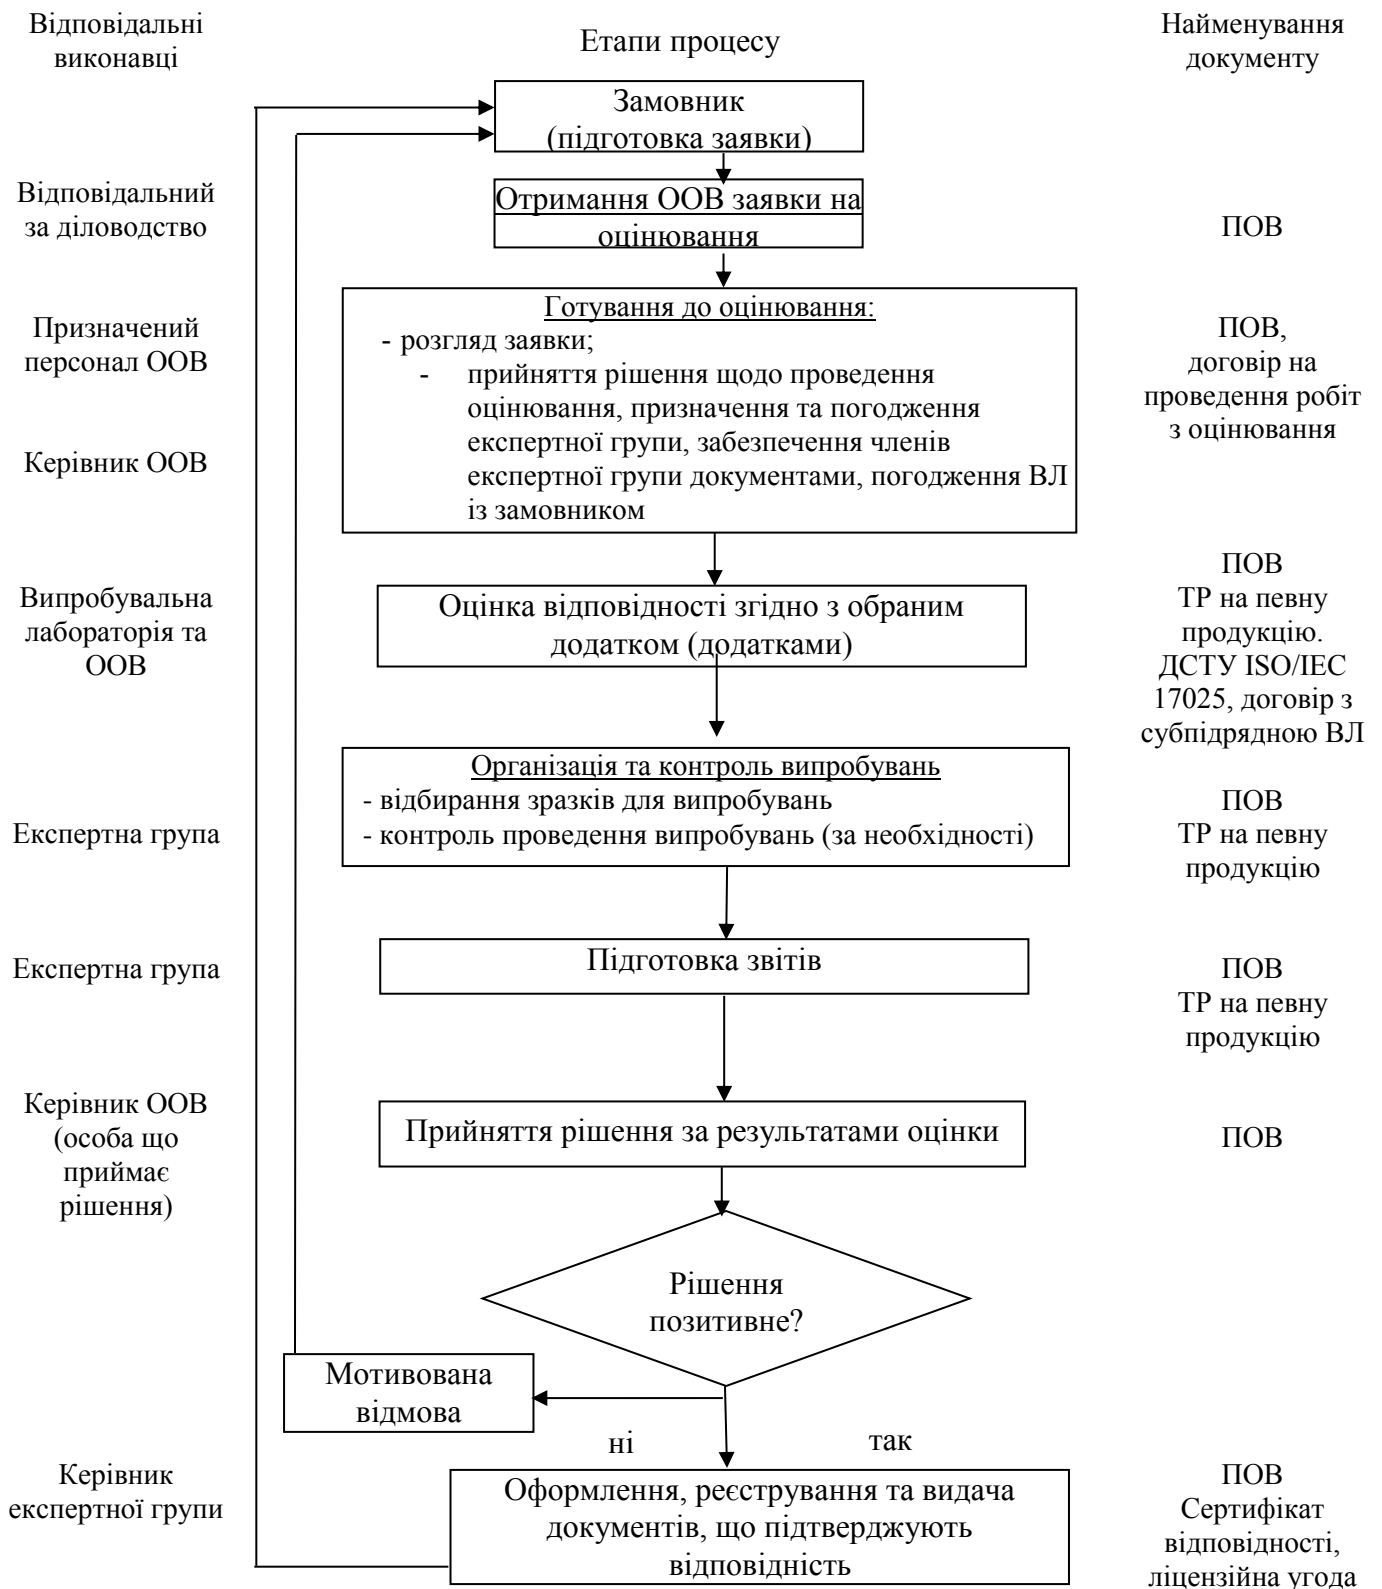 Відповідальні
виконавці
Етапи процесу
Найменування
документу
Замовник
(підготовка заявки)
Відповідальний
за діловодство
Отримання ООВ заявки на
оцінювання
ПОВ
Призначений
персонал ООВ
Керівник ООВ
Готування до оцінювання:
- розгляд заявки;
- прийняття рішення щодо проведення
оцінювання, призначення та погодження
експертної групи, забезпечення членів
експертної групи документами, погодження ВЛ
із замовником
ПОВ,
договір на
проведення робіт
з оцінювання
Випробувальна
лабораторія та
ООВ
Оцінка відповідності згідно з обраним
додатком (додатками)
ПОВ
ТР на певну
продукцію.
ДСТУ ISO/IEC
17025, договір з
субпідрядною ВЛ
Експертна група
Організація та контроль випробувань
- відбирання зразків для випробувань
- контроль проведення випробувань (за необхідності)
ПОВ
ТР на певну
продукцію
Експертна група
Підготовка звітів
ПОВ
ТР на певну
продукцію
Керівник ООВ
(особа що
приймає
рішення)
Прийняття рішення за результатами оцінки
ПОВ
Рішення
позитивне?
Мотивована
відмова
ні
так
Керівник
експертної групи
Оформлення, реєстрування та видача
документів, що підтверджують
відповідність
ПОВ
Сертифікат
відповідності,
ліцензійна угода